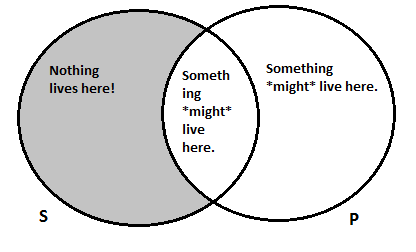 Nothing
lives here!
Someth
ing
*might*
live
here.
Something
*might* live here.
S
P